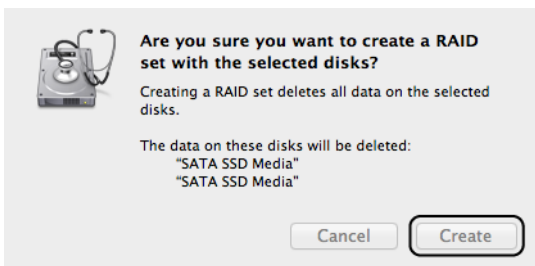 Are you sure you want to create a RAID
set with the selected disks?
Creating a RAID set deletes all data on the selected
disks.
The data on these disks will be deleted:
"SATA SSD Media"
"SATA SSD Media"
Cancel
Create